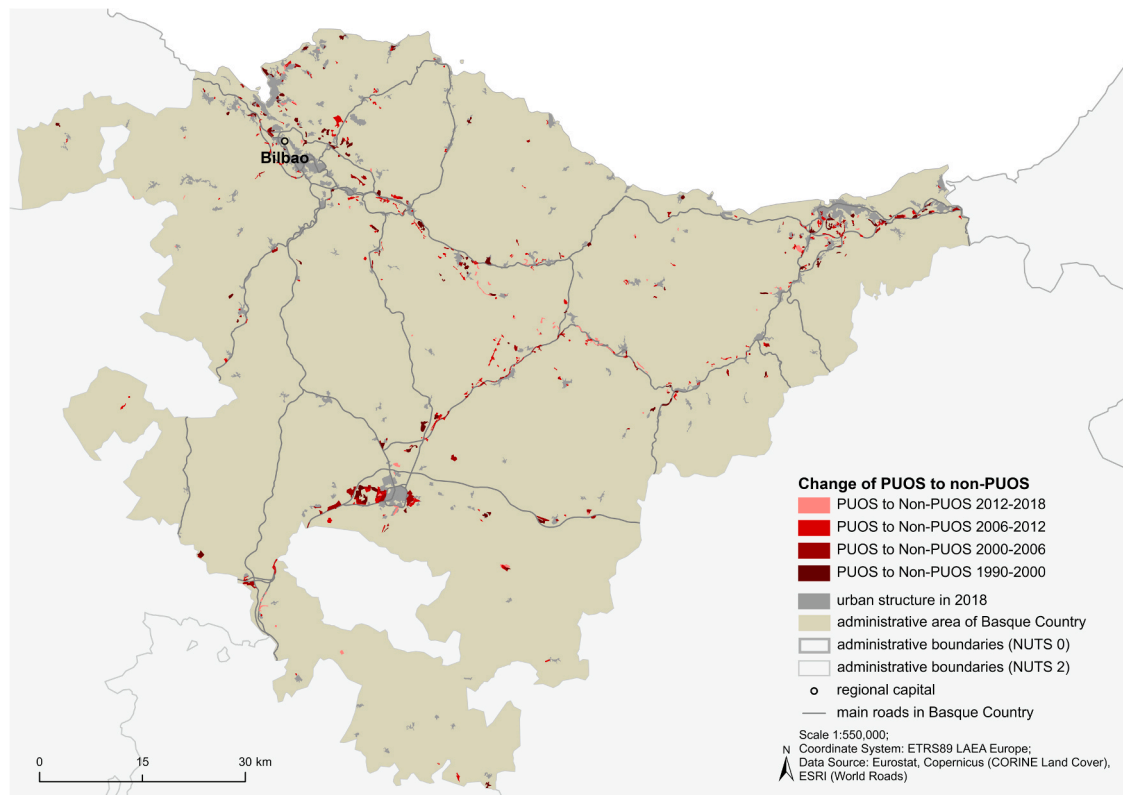 Bilbao
Change of PUOS to non-PUOS
PUOS to Non-PUOS 2012-2018
PUOS to Non-PUOS 2006-2012
PUOS to Non-PUOS 2000-2006
PUOS to Non-PUOS 1990-2000
urban structure in 2018
administrative area of Basque Country
administrative boundaries (NUTS 0)
administrative boundaries (NUTS 2)
regional capital
main roads in Basque Country
Scale 1:550,000;
N
Coordinate System: ETRS89 LAEA Europe;
Data Source: Eurostat, Copernicus (CORINE Land Cover),
ESRI (World Roads)
0 15 30 km